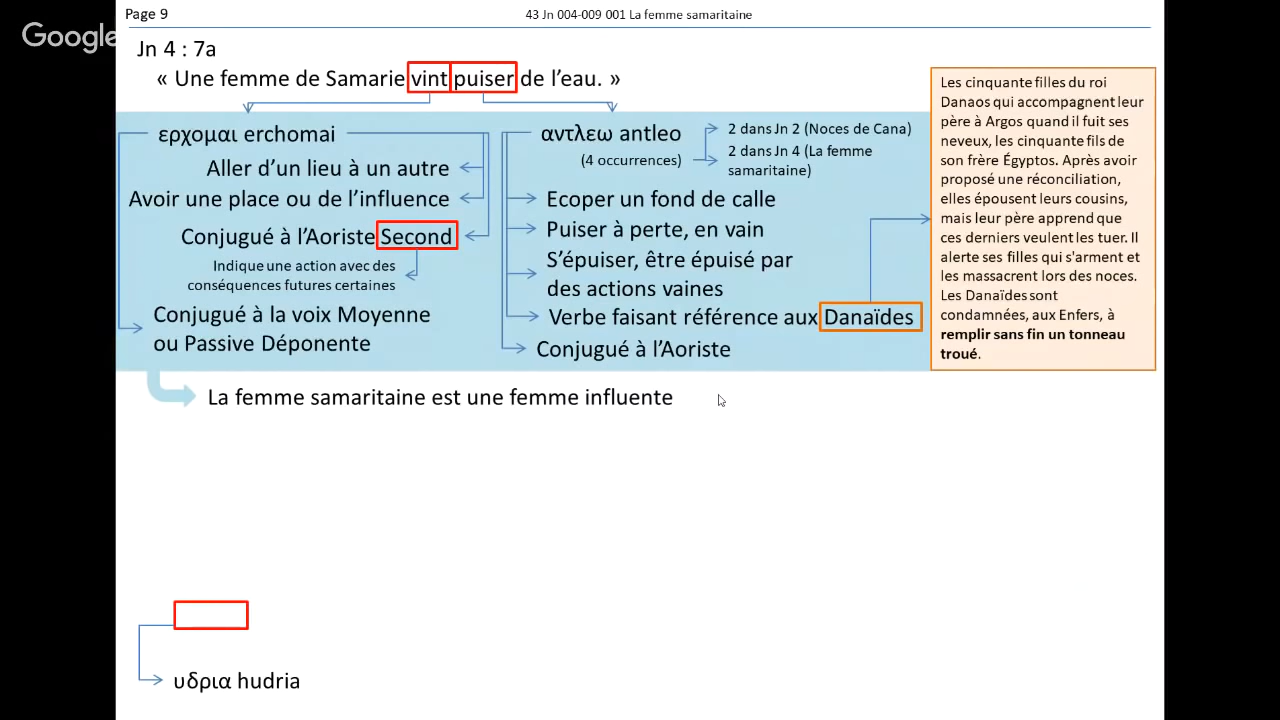 Page 9
43 Jn 004-009 001 La femme samaritaine
Google
Jn 4 : 7a
« Une femme de Samarie vint puiser de l’eau. »
ερχομαι erchomai
Aller d’un lieu à un autre
Avoir une place ou de l’influence
Conjugué à l’Aoriste Second
Indique une action avec des
conséquences futures certaines
Conjugué à la voix Moyenne
ou Passive Déponente
αντλεω antleo
(4 occurrences)
2 dans Jn 2 (Noces de Cana)
2 dans Jn 4 (La femme
samaritaine)
Ecoper un fond de calle
Puiser à perte, en vain
S’épuiser, être épuisé par
des actions vaines
Verbe faisant référence aux Danaïdes
Conjugué à l’Aoriste
Les cinquante filles du roi
Danaos qui accompagnent leur
père à Argos quand il fuit ses
neveux, les cinquante fils de
son frère Égyptos. Après avoir
proposé une réconciliation,
elles épousent leurs cousins,
mais leur père apprend que
ces derniers veulent les tuer. Il
alerte ses filles qui s'arment et
les massacrent lors des noces.
Les Danaïdes sont
condamnées, aux Enfers, à
remplir sans fin un tonneau
troué.
La femme samaritaine est une femme influente
υδρια hudria